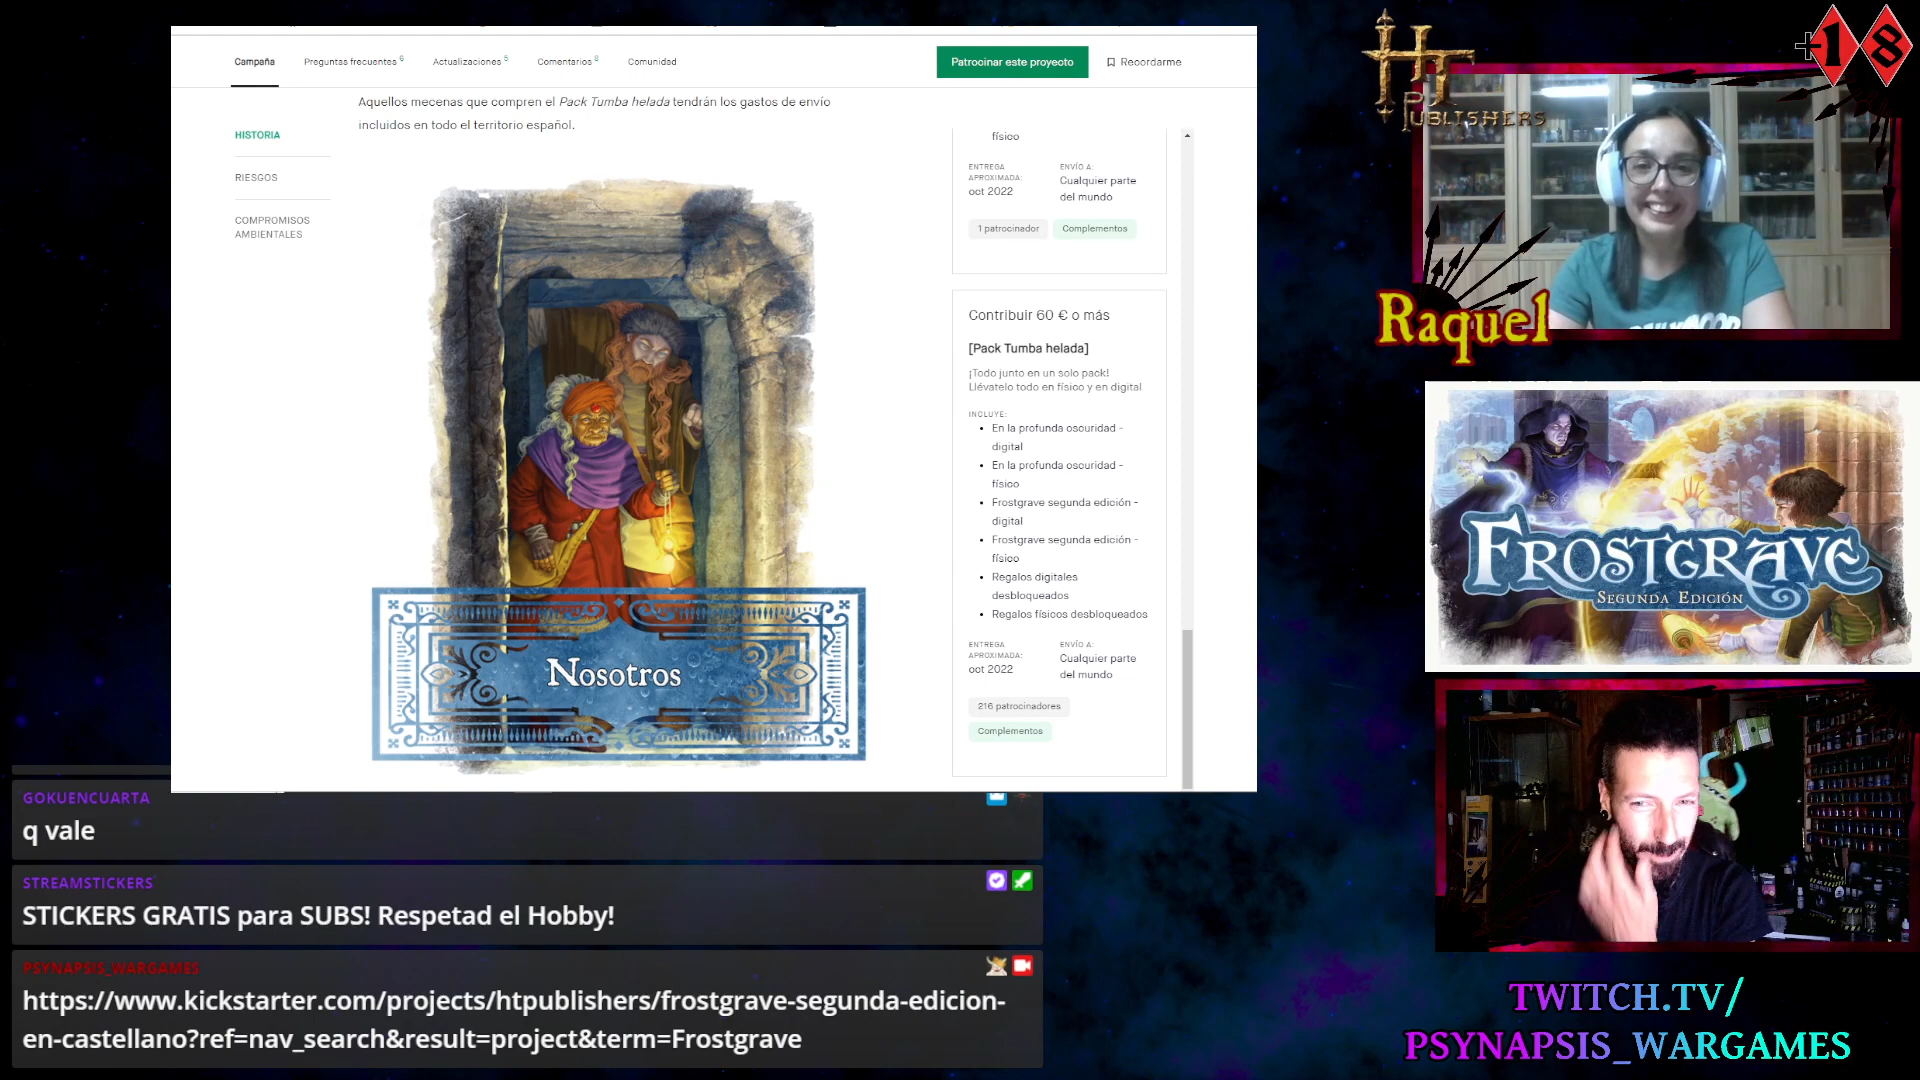 Campaña
Preguntas frecuentes 6
Actualizaciones 5
Comentarios 8
Comunidad
Patrocinar este proyecto
Recordarme
HISTORIA
RIESGOS
COMPROMISOS
AMBIENTALES
Aquellos mecenas que compren el Pack Tumba helada tendrán los gastos de envío
incluidos en todo el territorio español.
Nosotros
físico
ENTREGA
APROXIMADA:
oct 2022
ENVÍO A:
Cualquier parte
del mundo
1 patrocinador
Complementos
Contribuir 60 € o más
[Pack Tumba helada]
¡Todo junto en un solo pack!
Llévatelo todo en físico y en digital
INCLUYE:
En la profunda oscuridad -
digital
En la profunda oscuridad -
físico
Frostgrave segunda edición -
digital
Frostgrave segunda edición -
físico
Regalos digitales
desbloqueados
Regalos físicos desbloqueados
ENTREGA
APROXIMADA:
oct 2022
ENVÍO A:
Cualquier parte
del mundo
216 patrocinadores
Complementos
HT
PUBLISHERS
+18
Raquel
FROSTGRAVE
SEGUNDA EDICIÓN
GOKUENCUARTA
q vale
STREAMSTICKERS
STICKERS GRATIS para SUBS! Respetad el Hobby!
PSYNAPSIS_WARGAMES
https://www.kickstarter.com/projects/htpublishers/frostgrave-segunda-edicion-
en-castellano?ref=nav_search&result=project&term=Frostgrave
TWITCH.TV/
PSYNAPSIS_WARGAMES